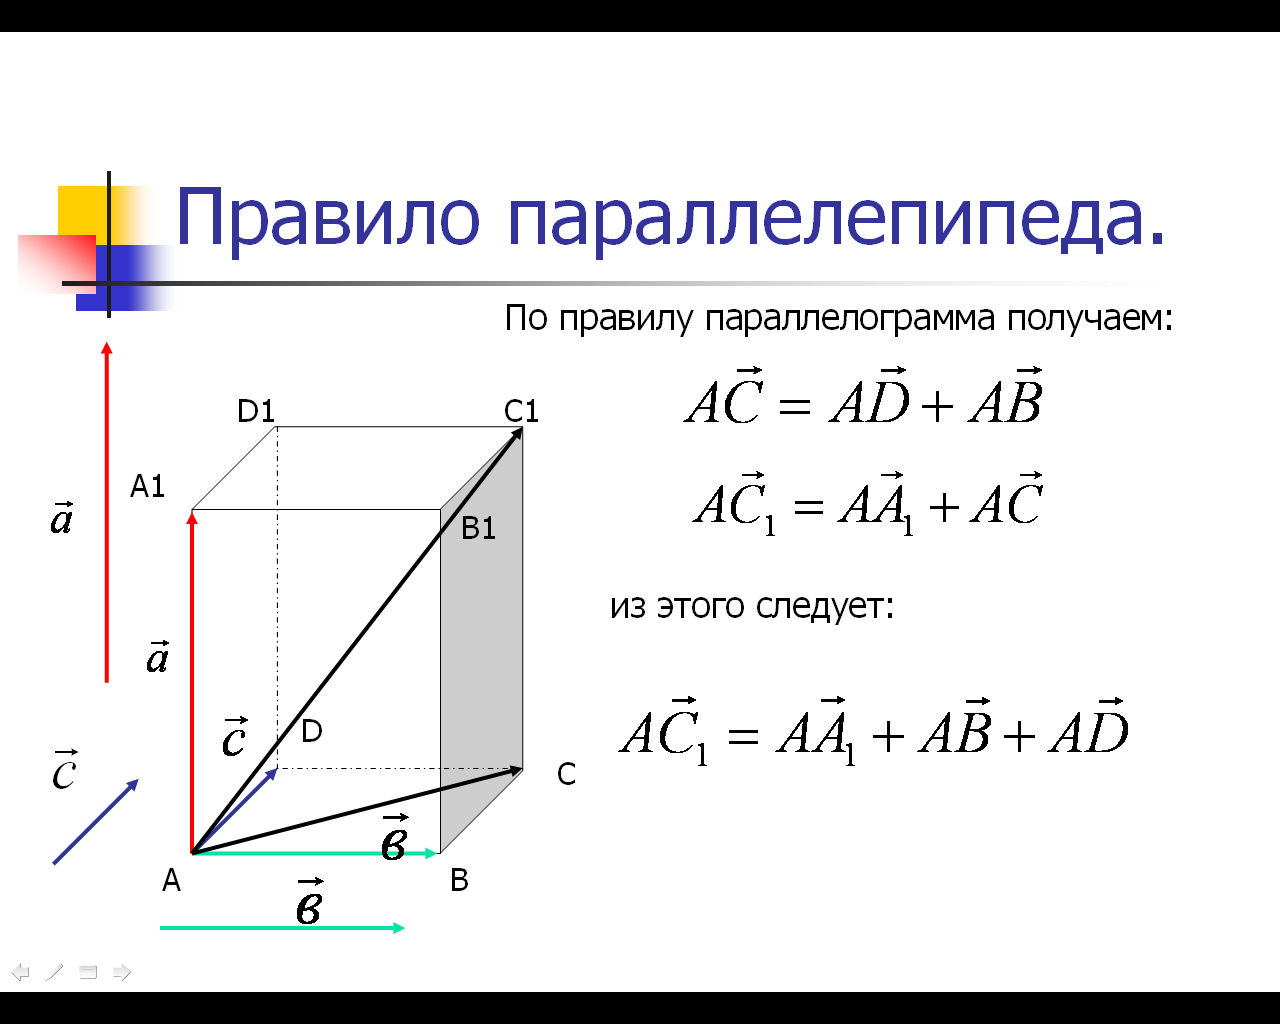 Правило параллелепипеда.
По правилу параллелограмма получаем:
AC⃗ = AD⃗ + AB⃗
AC₁⃗ = AA₁⃗ + AC⃗
из этого следует:
AC₁⃗ = AA₁⃗ + AB⃗ + AD⃗
D1
C1
A1
a⃗
B1
a⃗
c⃗
D
c⃗
C
в⃗
A
B
в⃗